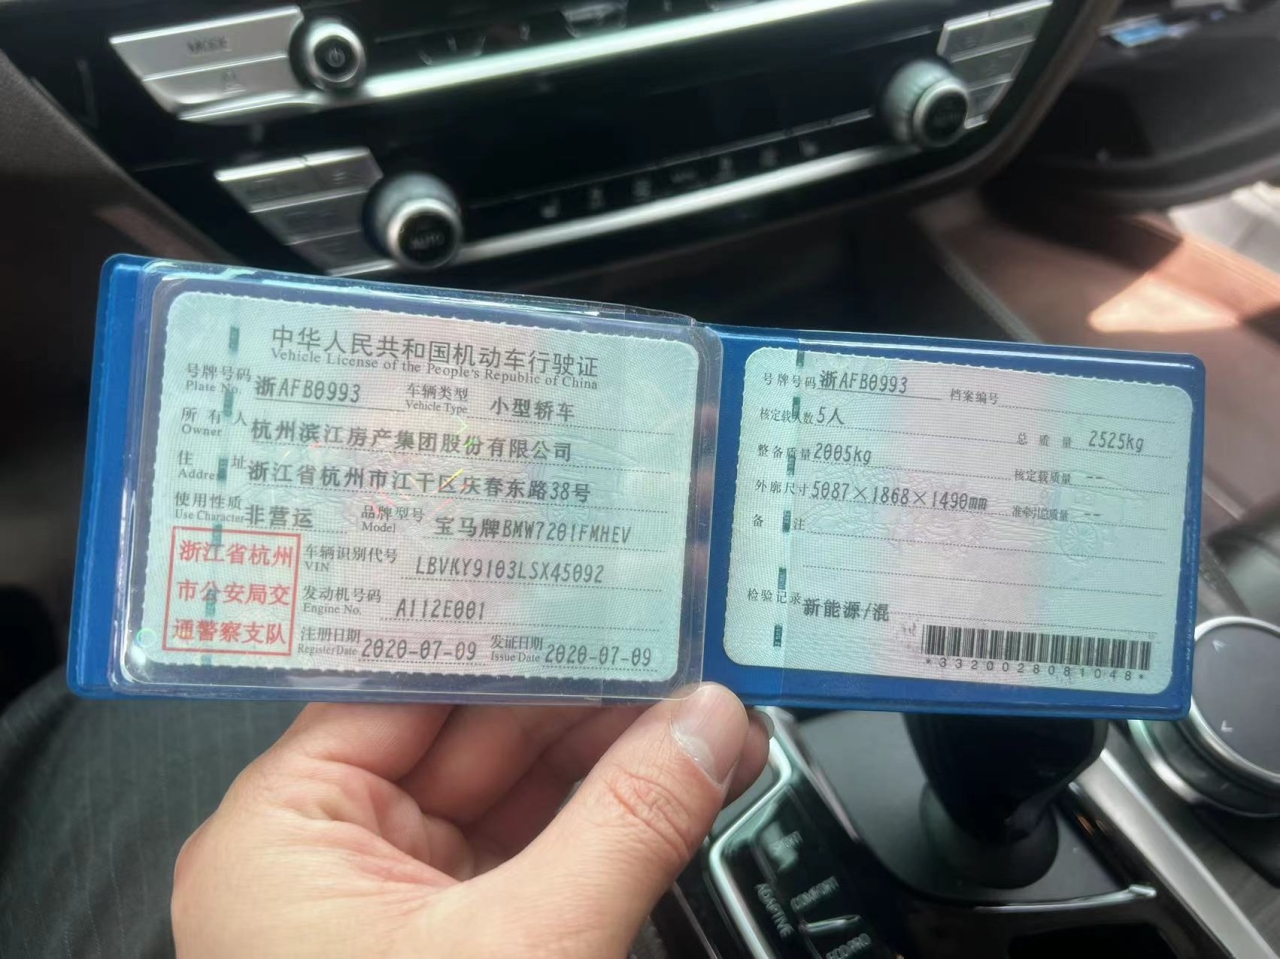 中华人民共和国机动车行驶证
Vehicle License of the People's Republic of China
号牌号码 浙AFB0993 车辆类型 小型轿车
Plate No. Vehicle Type
所有人 杭州滨江房产集团股份有限公司
Owner
住址 浙江省杭州市江干区庆春东路38号
Address
使用性质 非营运 品牌型号 宝马牌BMW7201FMHEV
Use Character Model
浙江省杭州
市公安局交
通警察支队
车辆识别代号 LBVKY9103LSX45092
VIN
发动机号码 A112E001
Engine No.
注册日期 2020-07-09 发证日期 2020-07-09
Register Date Issue Date
号牌号码 浙AFB0993 档案编号
核定载人数 5人 总质量 2525kg
整备质量 2005kg 核定载质量 --
外廓尺寸 5087×1868×1490mm 准牵引总质量 --
备注
检验记录 新能源/混
*3320028081048*
AUTO
COMFORT
ADAPTIVE
ECO PRO